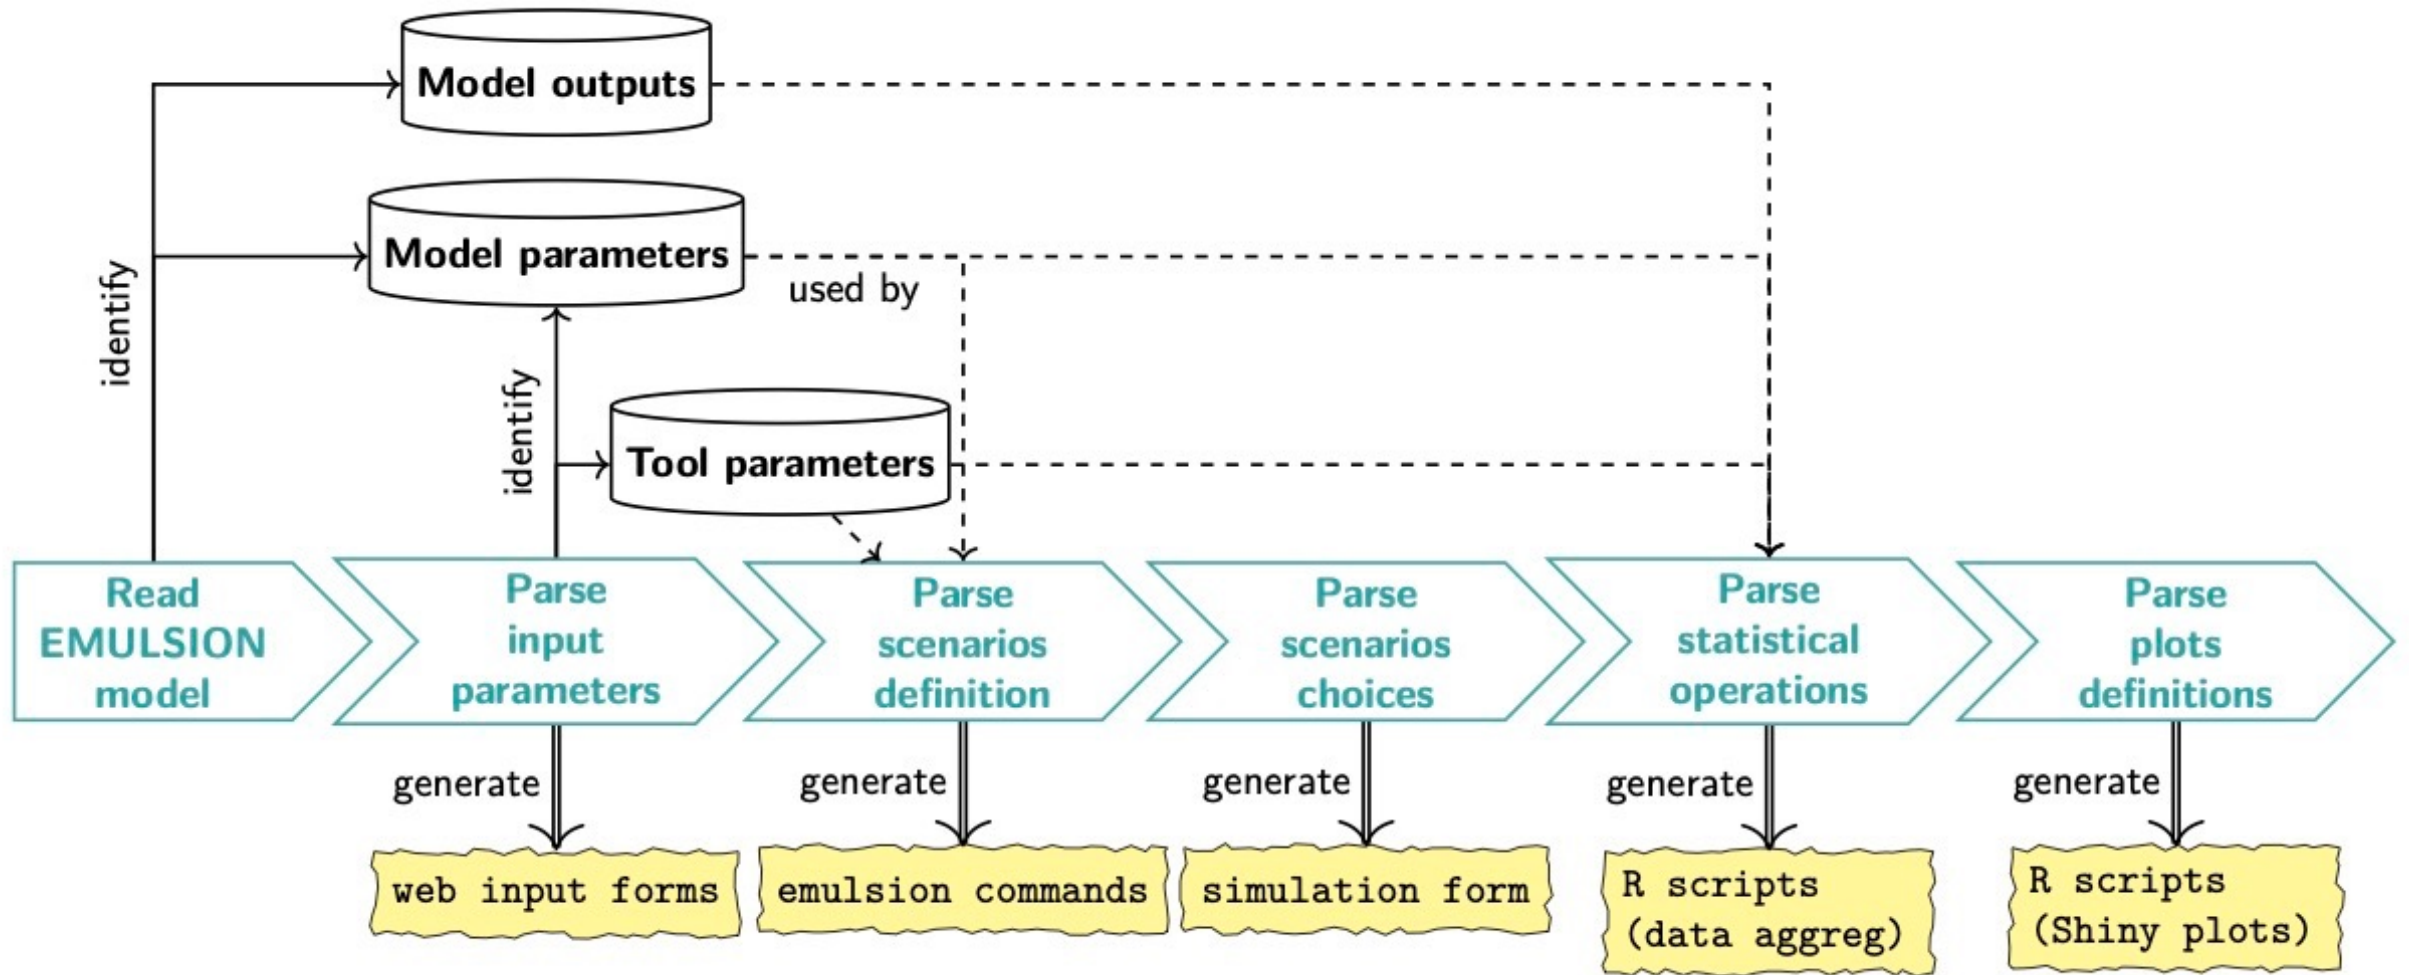 Model outputs
Model parameters
used by
identify
identify
Tool parameters
Read
EMULSION
model
Parse
input
parameters
Parse
scenarios
definition
Parse
scenarios
choices
Parse
statistical
operations
Parse
plots
definitions
generate
generate
generate
generate
generate
web input forms
emulsion commands
simulation form
R scripts
(data aggreg)
R scripts
(Shiny plots)